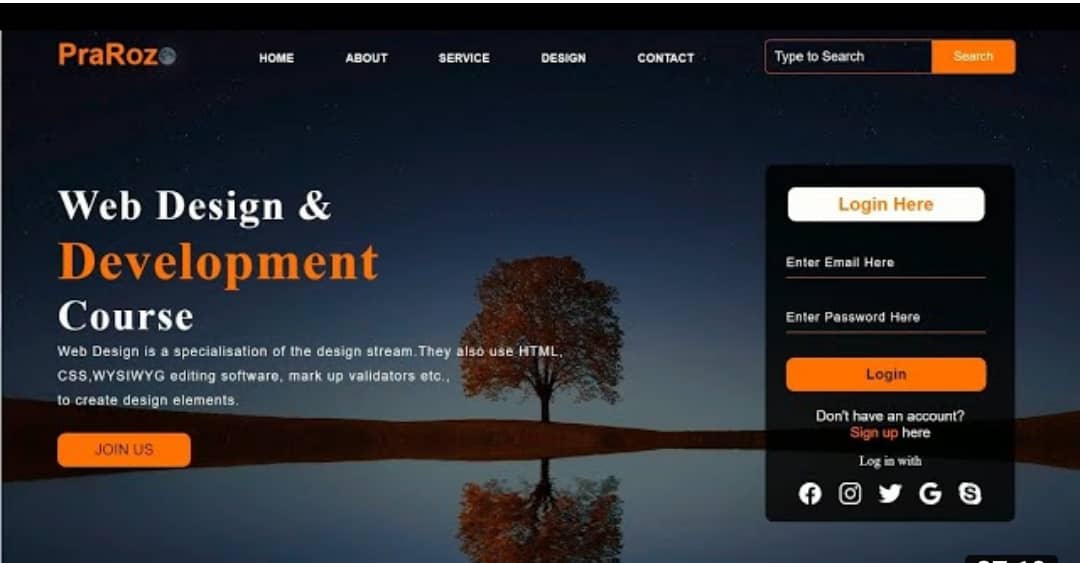 PraRoz
HOME ABOUT SERVICE DESIGN CONTACT
Type to Search Search
Web Design &
Development
Course
Web Design is a specialisation of the design stream.They also use HTML,
CSS,WYSIWYG editing software, mark up validators etc.,
to create design elements.
JOIN US
Login Here
Enter Email Here
Enter Password Here
Login
Don't have an account?
Sign up here
Log in with